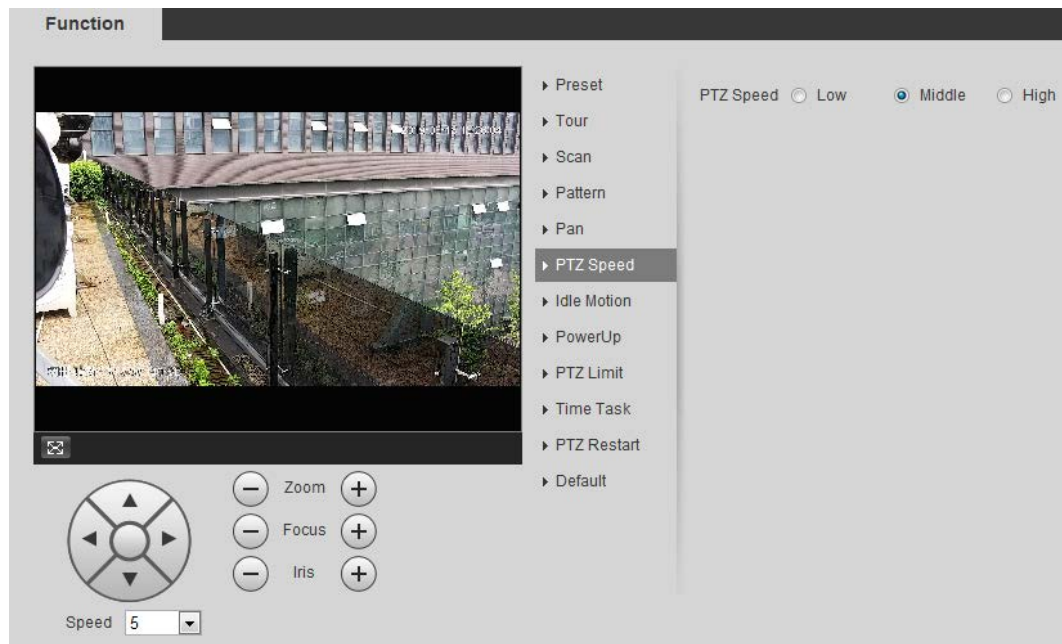 Function
Preset
Tour
Scan
Pattern
Pan
PTZ Speed
Idle Motion
PowerUp
PTZ Limit
Time Task
PTZ Restart
Default
PTZ Speed Low Middle High
Zoom
Focus
Iris
Speed 5